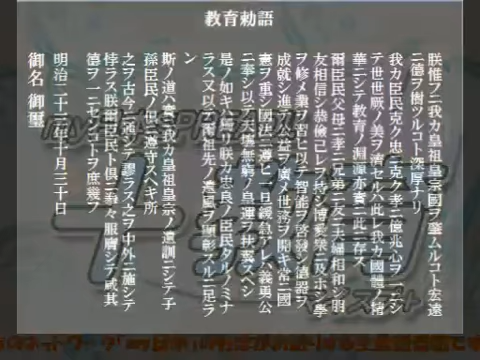 教育勅語
朕惟フニ我カ皇祖皇宗國ヲ肇ムルコト宏遠
ニ德ヲ樹ツルコト深厚ナリ
我カ臣民克ク忠ニ克ク孝ニ億兆心ヲ一ニシ
テ世世厥ノ美ヲ濟セルハ此レ我カ國體ノ精
華ニシテ教育ノ淵源亦實ニ此ニ存ス
爾臣民父母ニ孝ニ兄弟ニ友ニ夫婦相和シ朋
友相信シ恭儉己レヲ持シ博愛衆ニ及ホシ學
ヲ修メ業ヲ習ヒ以テ智能ヲ啓發シ德器ヲ
成就シ進テ公益ヲ廣メ世務ヲ開キ常ニ國
憲ヲ重シ國法ニ遵ヒ一旦緩急アレハ義勇公
ニ奉シ以テ天壤無窮ノ皇運ヲ扶翼スヘシ
是ノ如キハ獨リ朕カ忠良ノ臣民タルノミナ
ラス又以テ爾祖先ノ遺風ヲ顯彰スルニ足ラ
ン
斯ノ道ハ實ニ我カ皇祖皇宗ノ遺訓ニシテ子
孫臣民ノ俱ニ遵守スヘキ所
之ヲ古今ニ通シテ謬ラス之ヲ中外ニ施シテ
悖ラス朕爾臣民ト俱ニ拳々服膺シテ咸其
德ヲ一ニセンコトヲ庶幾フ
明治二十三年十月三十日
御名 御璽